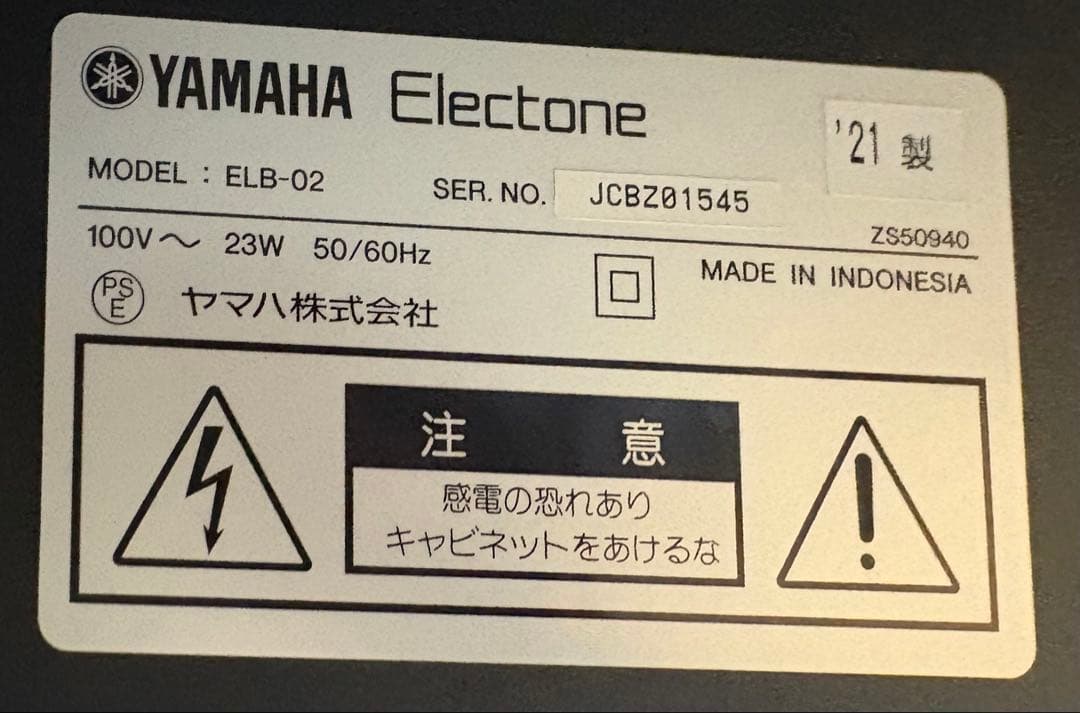 YAMAHA Electone
'21 製
MODEL : ELB-02 SER. NO. JCBZ01545
ZS50940
100V〜 23W 50/60Hz
MADE IN INDONESIA
PSE ヤマハ株式会社
注 意
感電の恐れあり
キャビネットをあけるな